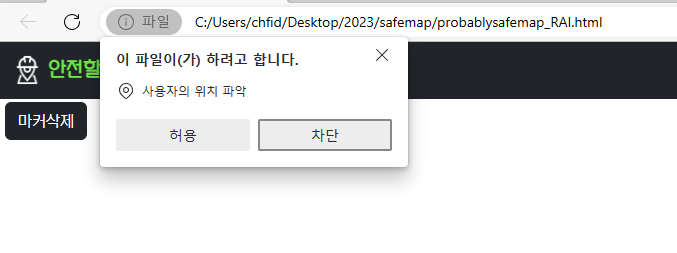 파일
C:/Users/chfid/Desktop/2023/safemap/probablysafemap_RAI.html
안전할
이 파일이(가) 하려고 합니다.
사용자의 위치 파악
허용
차단
마커삭제